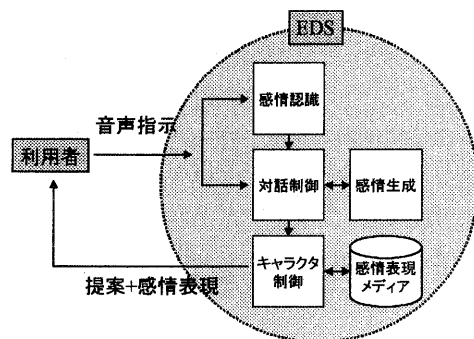 EDS
感情認識
音声指示
利用者
対話制御
感情生成
キャラクタ
制御
感情表現
メディア
提案+感情表現